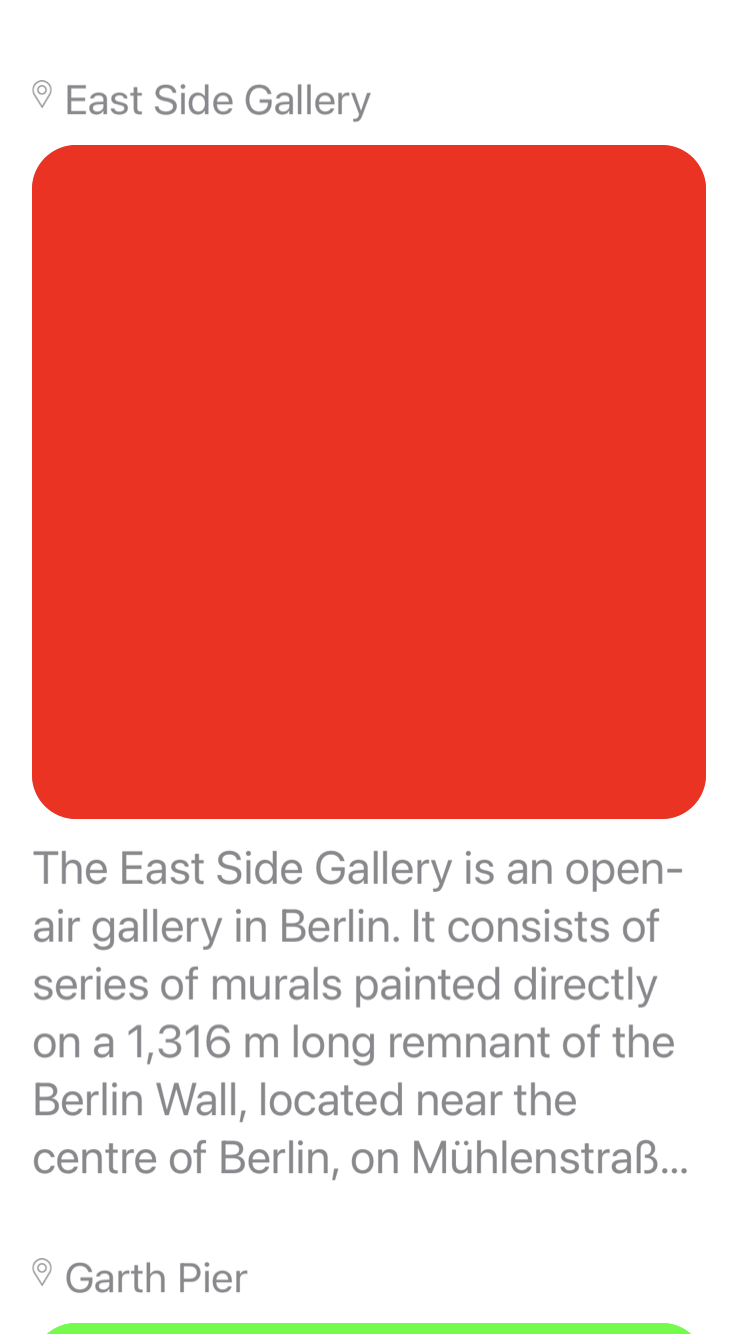 East Side Gallery
The East Side Gallery is an open-
air gallery in Berlin. It consists of
series of murals painted directly
on a 1,316 m long remnant of the
Berlin Wall, located near the
centre of Berlin, on Mühlenstraß...
Garth Pier